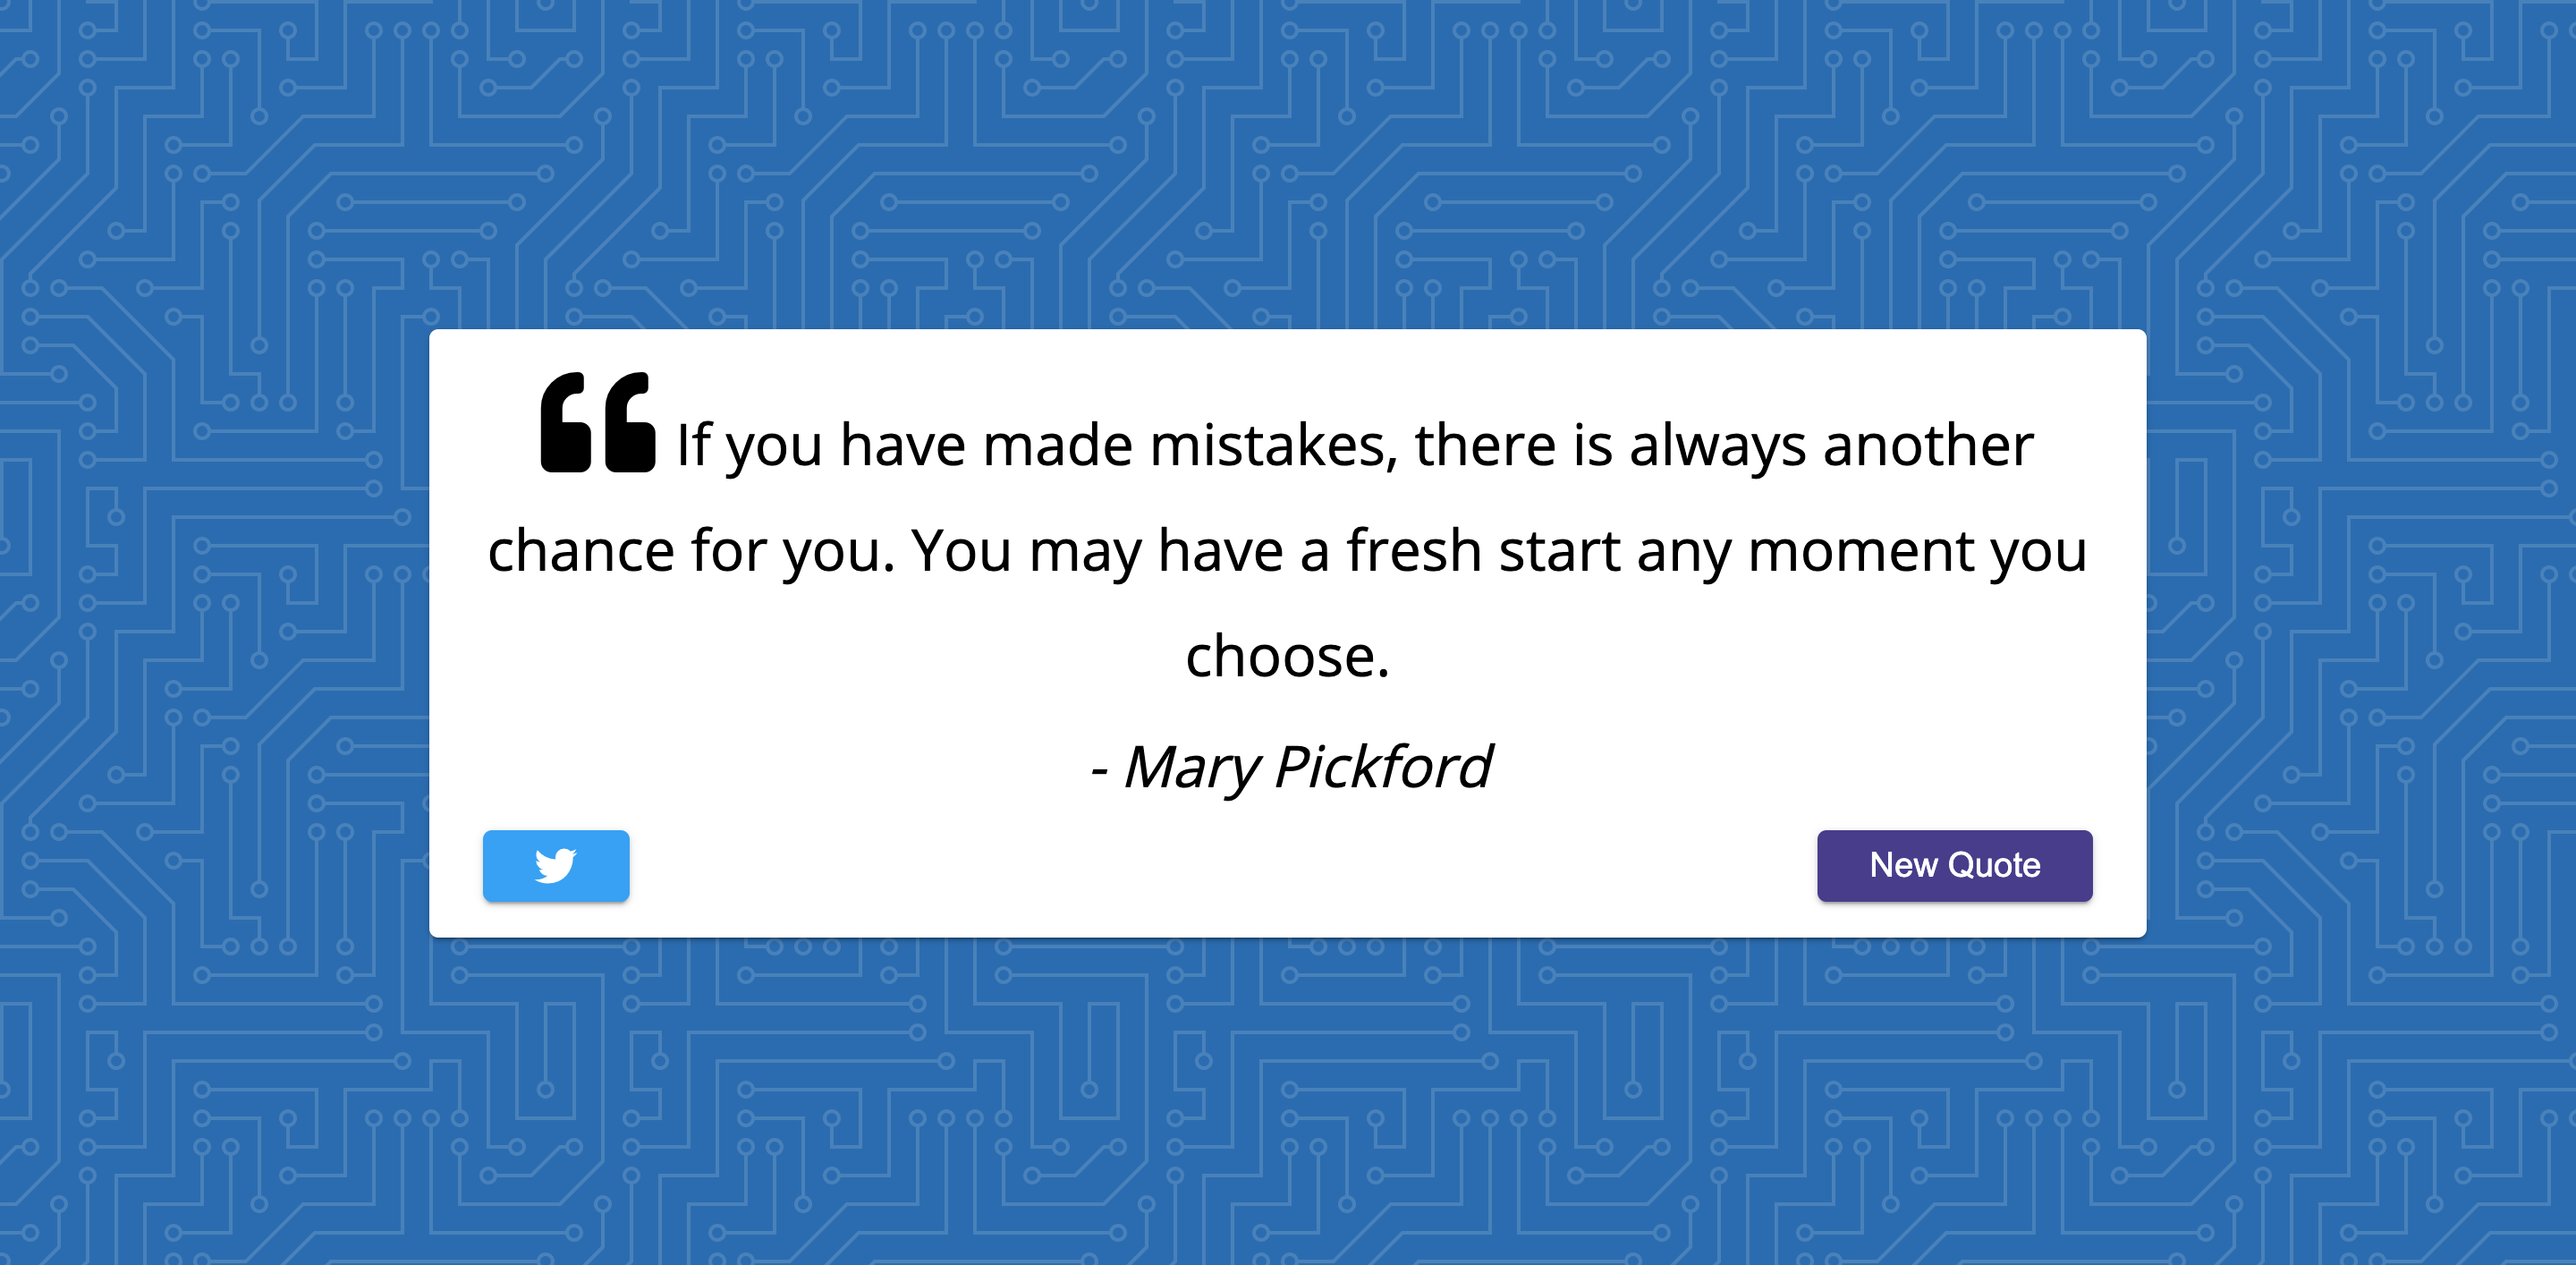 If you have made mistakes, there is always another
chance for you. You may have a fresh start any moment you
choose.
- Mary Pickford
New Quote